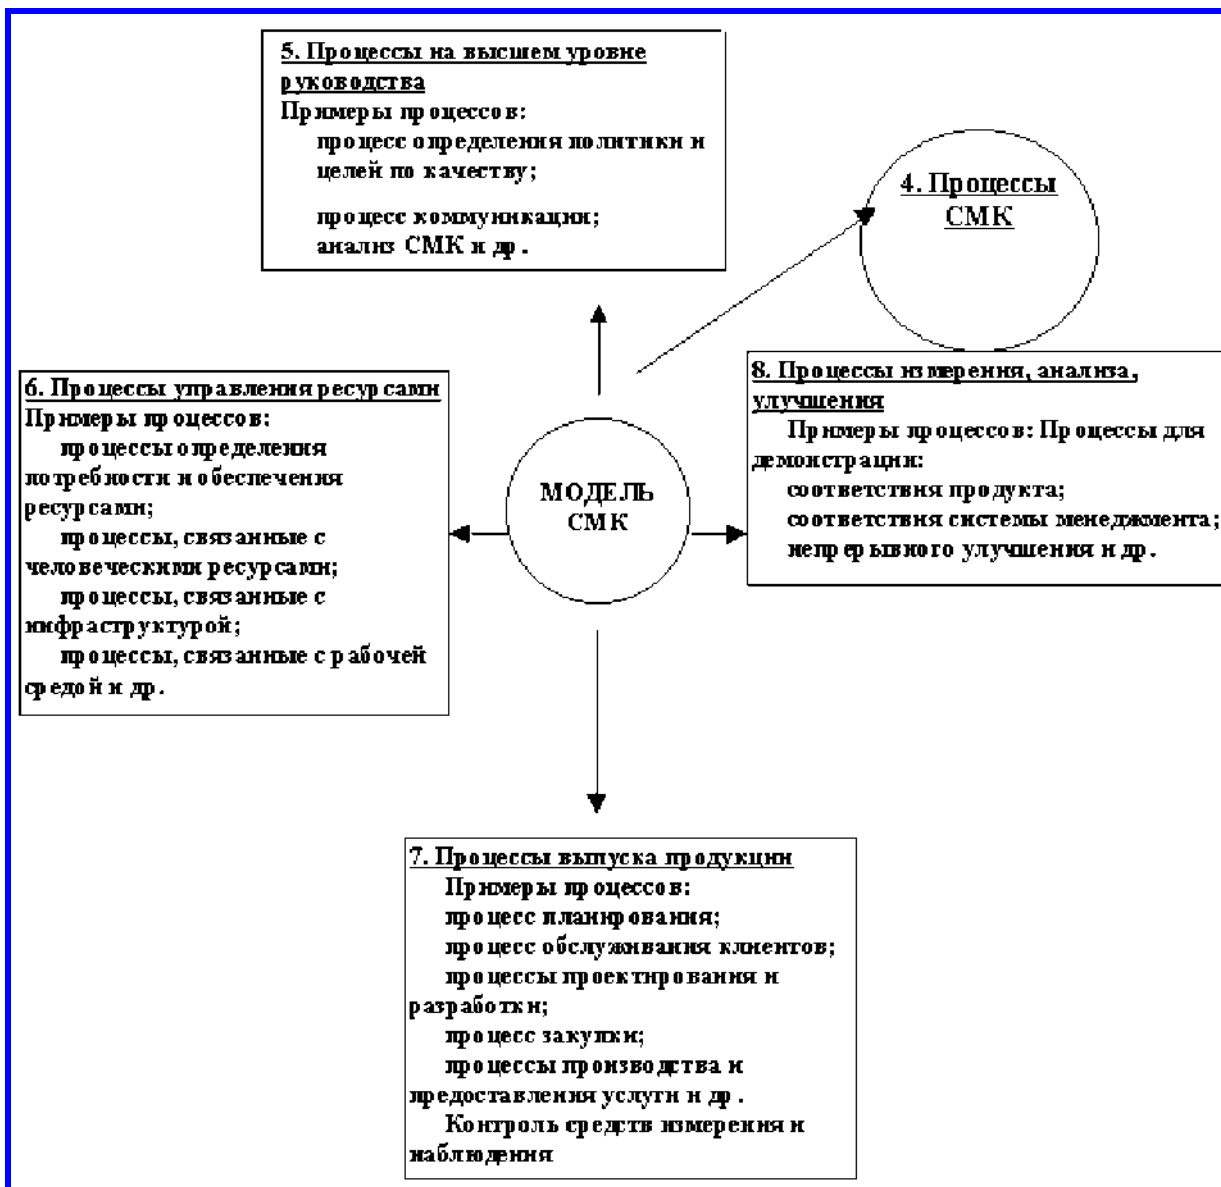 5. Процессы на высшем уровне
руководства
Примеры процессов:
процесс определения политики и
целей по качеству;
процесс коммуникации;
анализ СМК и др.
4. Процессы
СМК
6. Процессы управления ресурсами
Примеры процессов:
процессы определения
потребности и обеспечения
ресурсами;
процессы, связанные с
человеческими ресурсами;
процессы, связанные с
инфраструктурой;
процессы, связанные с рабочей
средой и др.
МОДЕЛЬ
СМК
8. Процессы измерения, анализа,
улучшения
Примеры процессов: Процессы для
демонстрации:
соответствия продукта;
соответствия системы менеджмента;
непрерывного улучшения и др.
7. Процессы выпуска продукции
Примеры процессов:
процесс планирования;
процесс обслуживания клиентов;
процессы проектирования и
разработки;
процесс закупки;
процессы производства и
предоставления услуги и др.
Контроль средств измерения и
наблюдения